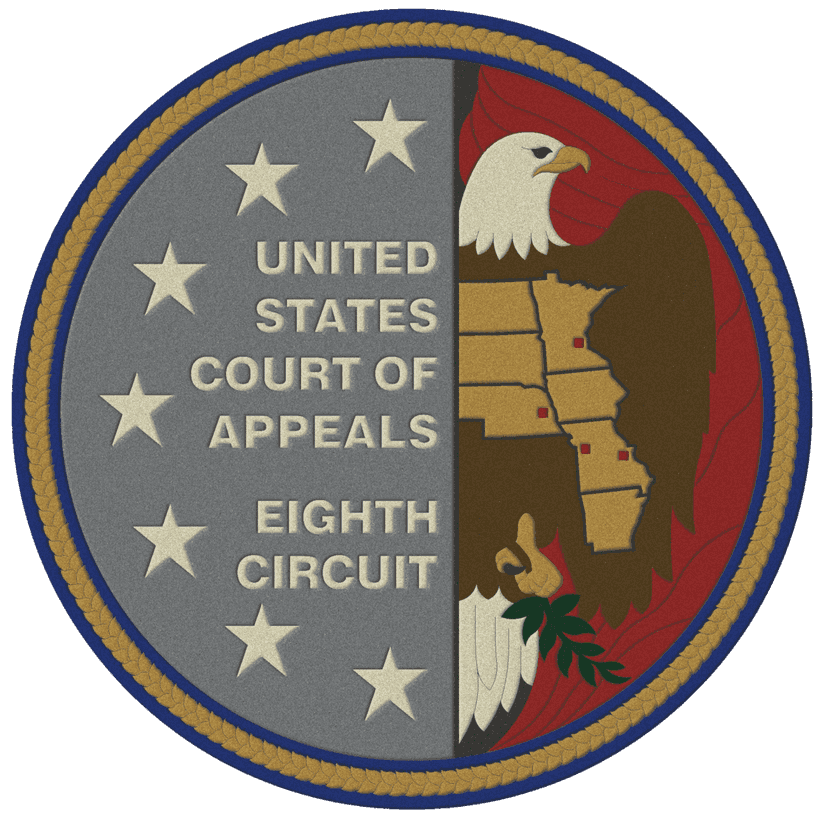 UNITED
STATES
COURT OF
APPEALS
EIGHTH
CIRCUIT